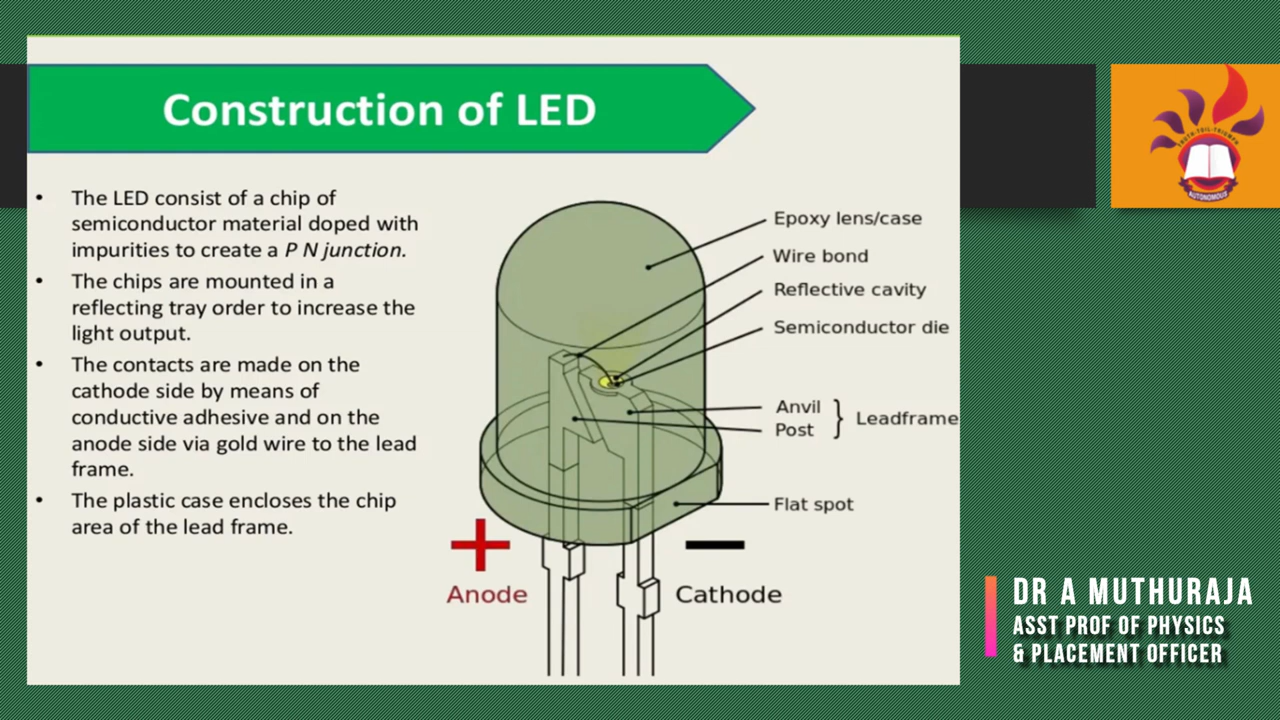 Construction of LED
• The LED consist of a chip of
semiconductor material doped with
impurities to create a P N junction.
• The chips are mounted in a
reflecting tray order to increase the
light output.
• The contacts are made on the
cathode side by means of
conductive adhesive and on the
anode side via gold wire to the lead
frame.
• The plastic case encloses the chip
area of the lead frame.
Epoxy lens/case
Wire bond
Reflective cavity
Semiconductor die
Anvil
Post
} Leadframe
Flat spot
+
−
Anode
Cathode
TRUTH·TOIL·TRIUMPH
AUTONOMOUS
DR A MUTHURAJA
ASST PROF OF PHYSICS
& PLACEMENT OFFICER